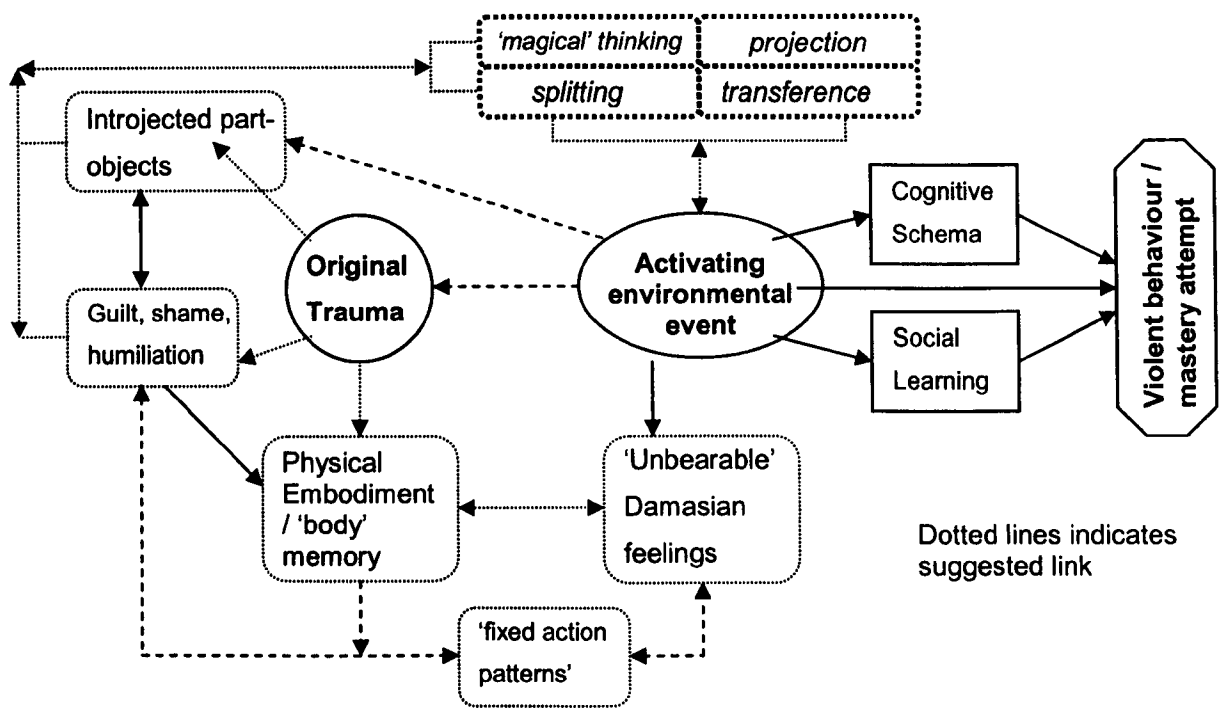 ‘magical’ thinking
projection
splitting
transference
Introjected part-
objects
Cognitive
Schema
Original
Trauma
Activating
environmental
event
Violent behaviour /
mastery attempt
Guilt, shame,
humiliation
Social
Learning
Physical
Embodiment
/ ‘body’
memory
‘Unbearable’
Damasian
feelings
Dotted lines indicates
suggested link
‘fixed action
patterns’